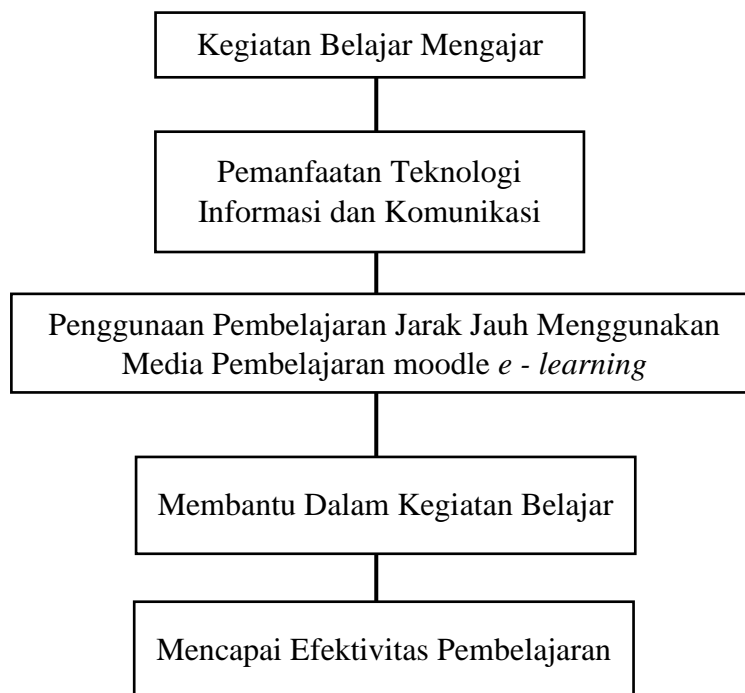 Kegiatan Belajar Mengajar
Pemanfaatan Teknologi
Informasi dan Komunikasi
Penggunaan Pembelajaran Jarak Jauh Menggunakan
Media Pembelajaran moodle e - learning
Membantu Dalam Kegiatan Belajar
Mencapai Efektivitas Pembelajaran